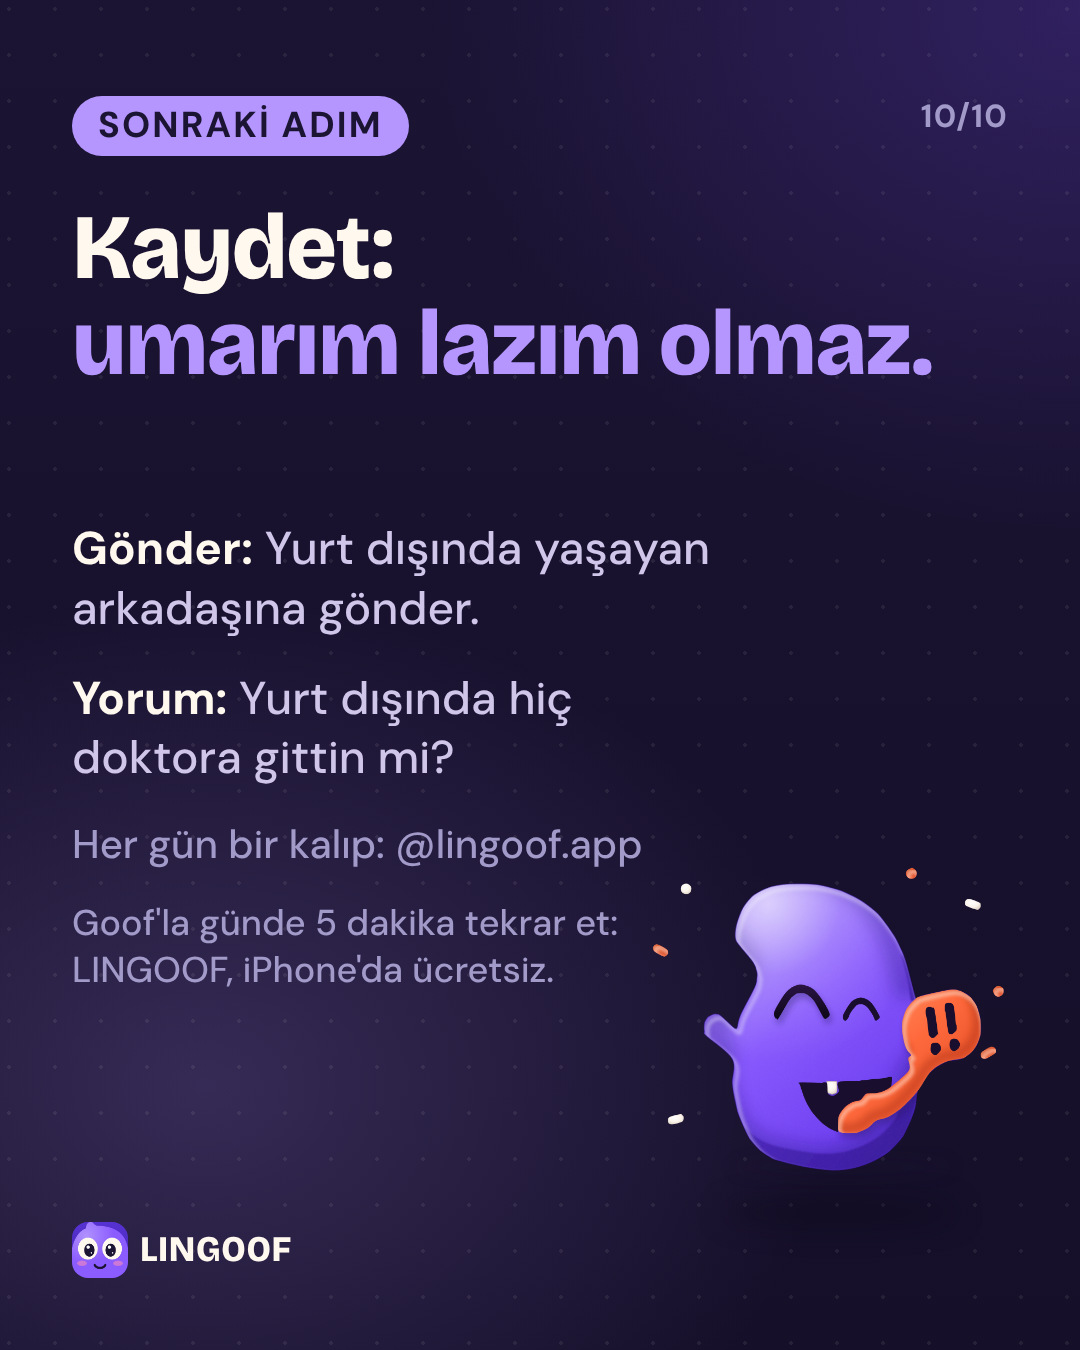 SONRAKİ ADIM
10/10
Kaydet:
umarım lazım olmaz.
Gönder: Yurt dışında yaşayan
arkadaşına gönder.
Yorum: Yurt dışında hiç
doktora gittin mi?
Her gün bir kalıp: @lingoof.app
Goof'la günde 5 dakika tekrar et:
LINGOOF, iPhone'da ücretsiz.
!!
LINGOOF